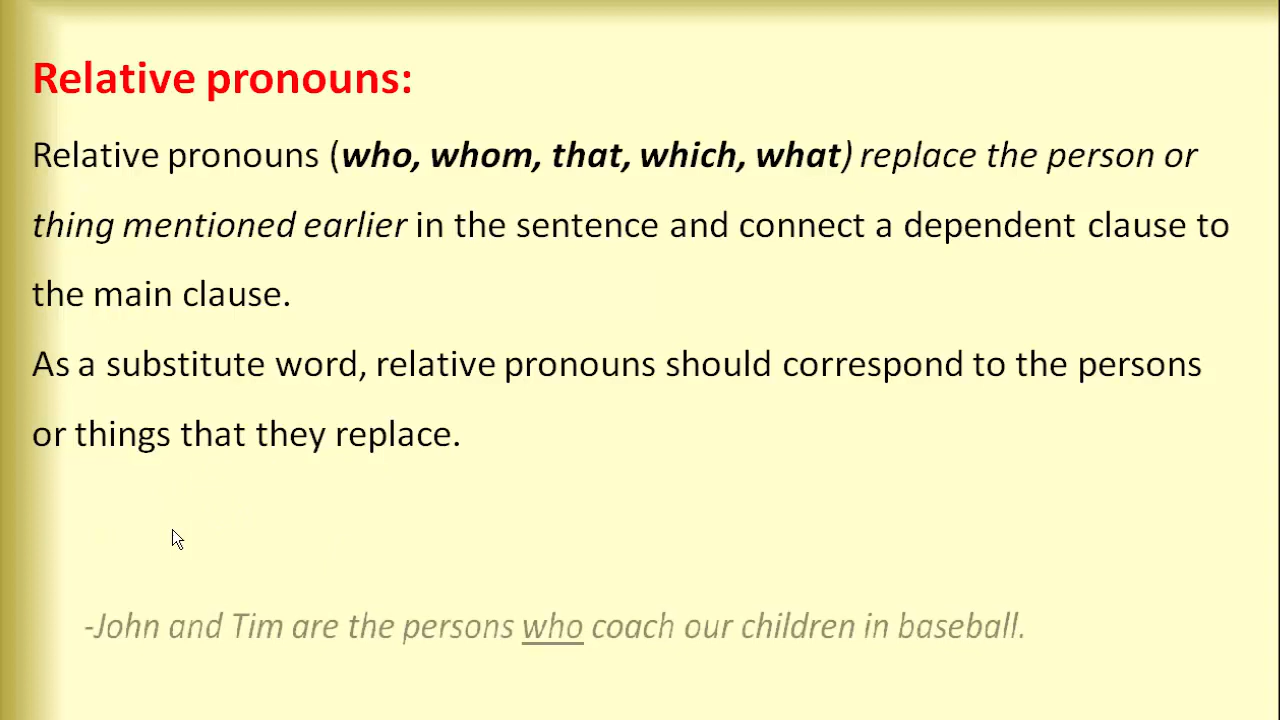 Relative pronouns:
Relative pronouns (who, whom, that, which, what) replace the person or
thing mentioned earlier in the sentence and connect a dependent clause to
the main clause.
As a substitute word, relative pronouns should correspond to the persons
or things that they replace.
-John and Tim are the persons who coach our children in baseball.